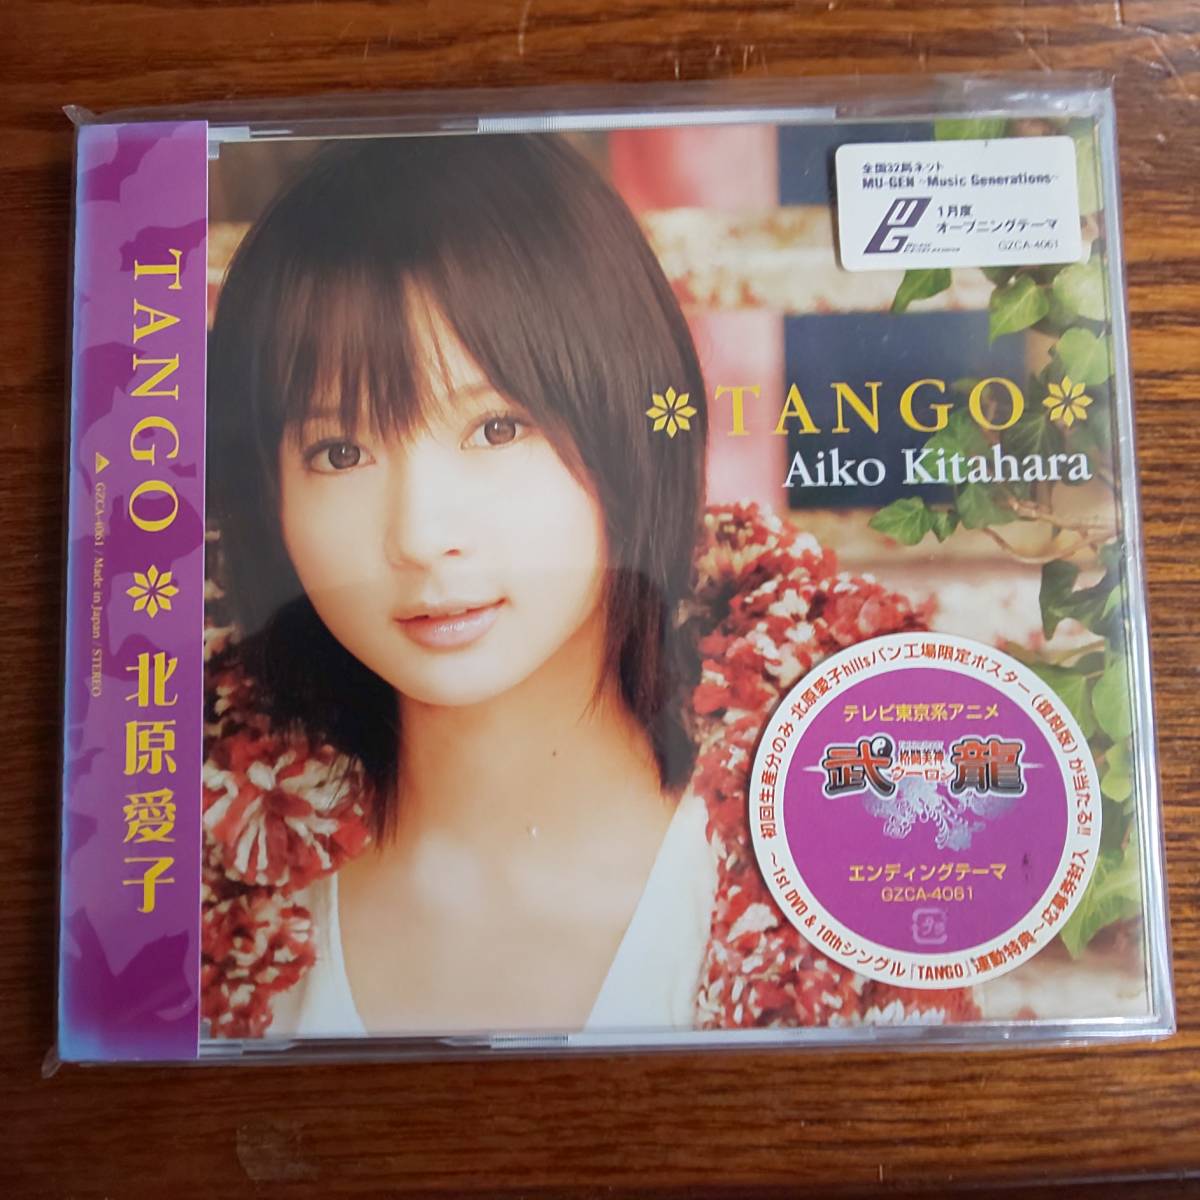 TANGO
北原愛子
GZCA-4061 / Made in Japan / STEREO
全国32局ネット
MU-GEN ~Music Generations~
MG
1月度
オープニングテーマ
GZCA-4061
TANGO
Aiko Kitahara
初回生産分のみ 北原愛子hillsパン工場限定ポスター(復刻版)が当たる!!
~1st DVD & 10thシングル『TANGO』連動特典~応募券封入
テレビ東京系アニメ
格闘美神
武龍
ウーロン
エンディングテーマ
GZCA-4061